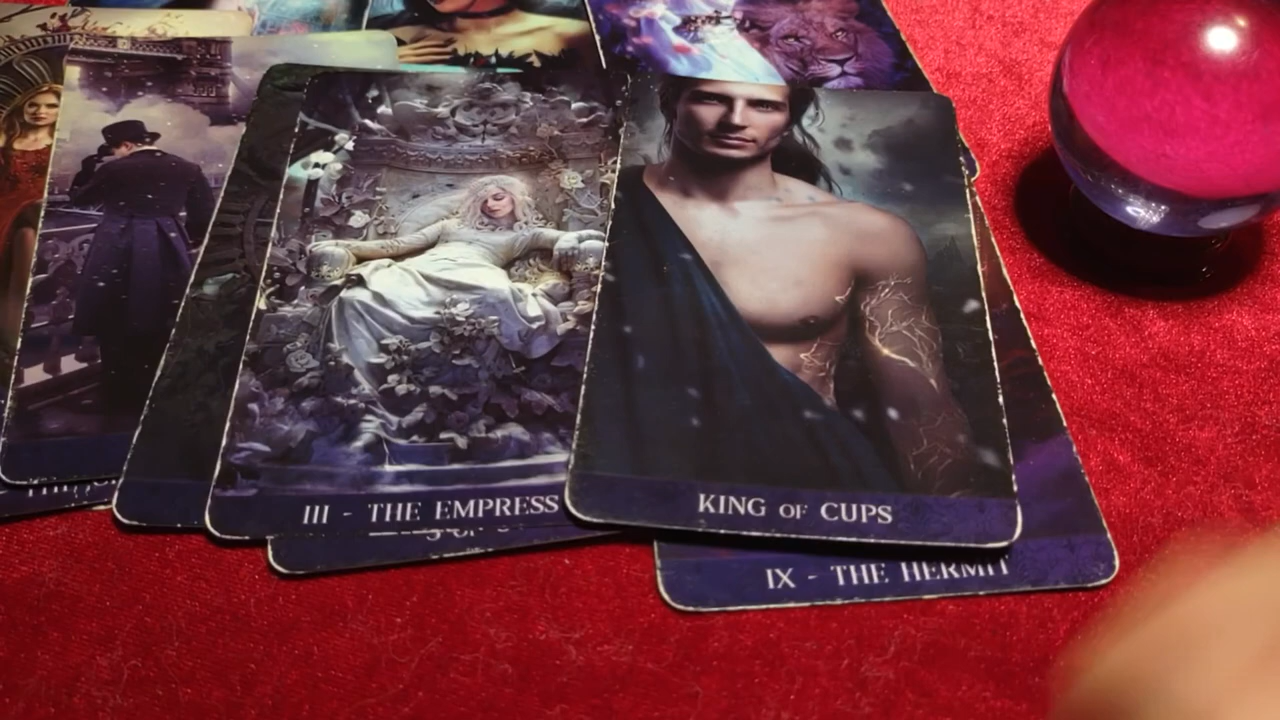 III - THE EMPRESS
KING OF CUPS
IX - THE HERMIT